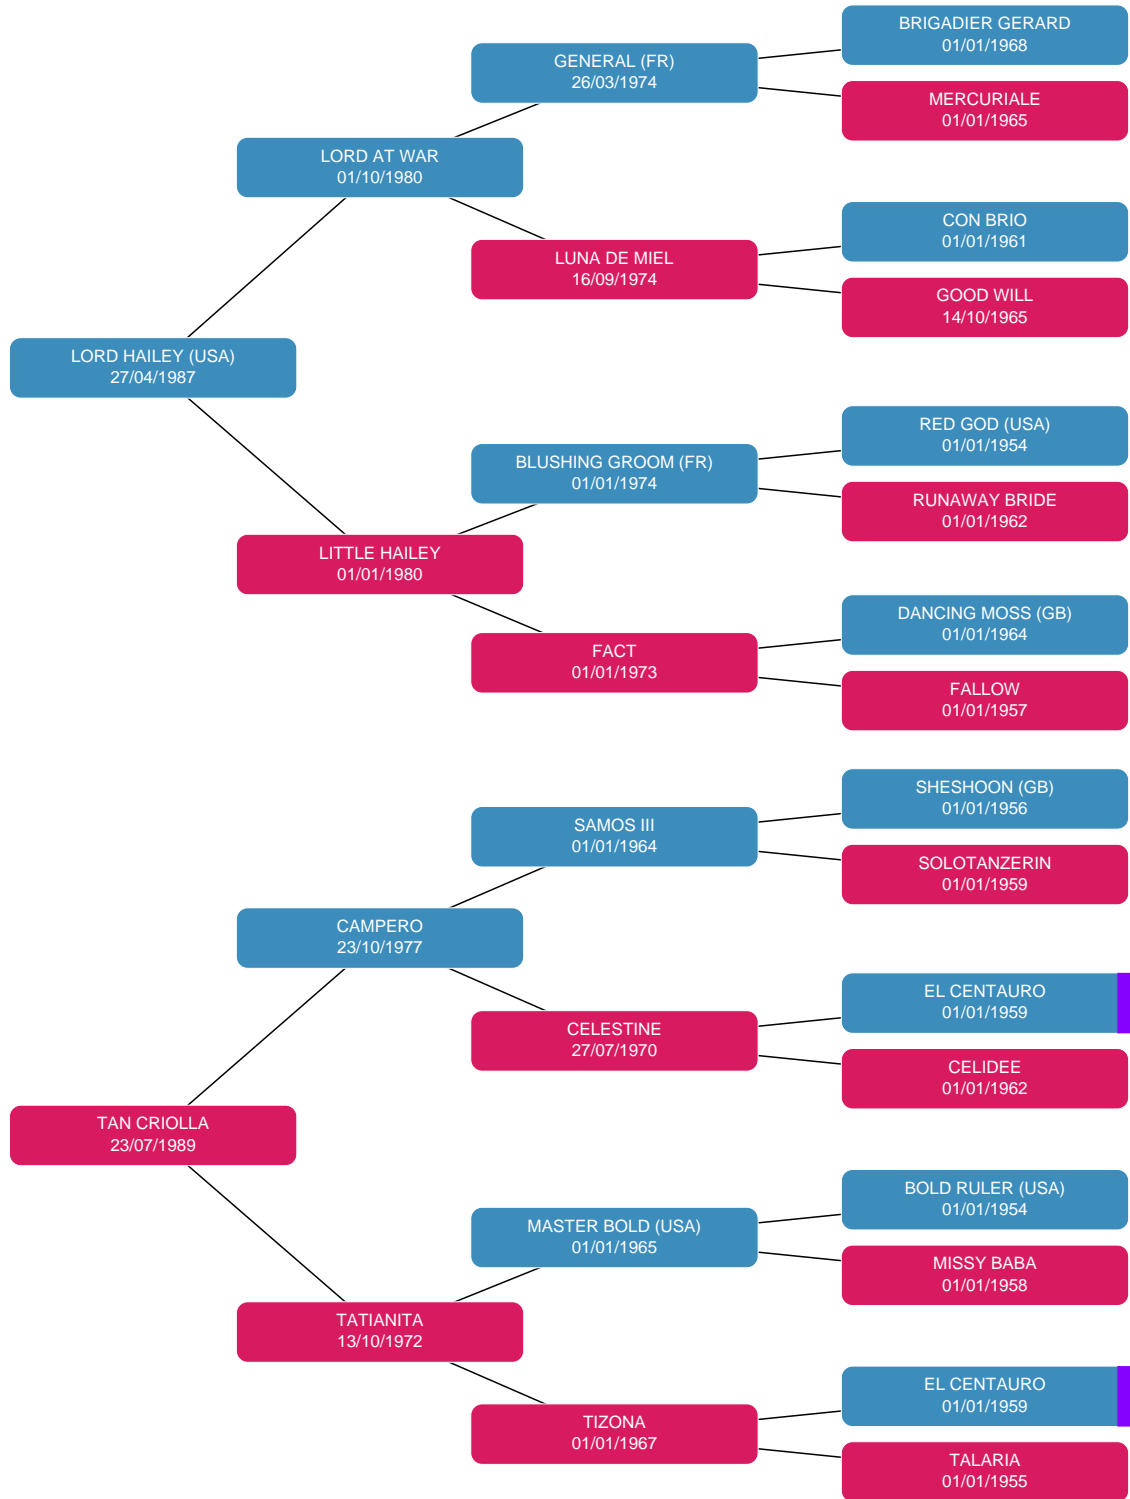 BRIGADIER GERARD
01/01/1968
GENERAL (FR)
26/03/1974
MERCURIALE
01/01/1965
LORD AT WAR
01/10/1980
CON BRIO
01/01/1961
LUNA DE MIEL
16/09/1974
GOOD WILL
14/10/1965
LORD HAILEY (USA)
27/04/1987
RED GOD (USA)
01/01/1954
BLUSHING GROOM (FR)
01/01/1974
RUNAWAY BRIDE
01/01/1962
LITTLE HAILEY
01/01/1980
DANCING MOSS (GB)
01/01/1964
FACT
01/01/1973
FALLOW
01/01/1957
SHESHOON (GB)
01/01/1956
SAMOS III
01/01/1964
SOLOTANZERIN
01/01/1959
CAMPERO
23/10/1977
EL CENTAURO
01/01/1959
CELESTINE
27/07/1970
CELIDEE
01/01/1962
TAN CRIOLLA
23/07/1989
BOLD RULER (USA)
01/01/1954
MASTER BOLD (USA)
01/01/1965
MISSY BABA
01/01/1958
TATIANITA
13/10/1972
EL CENTAURO
01/01/1959
TIZONA
01/01/1967
TALARIA
01/01/1955